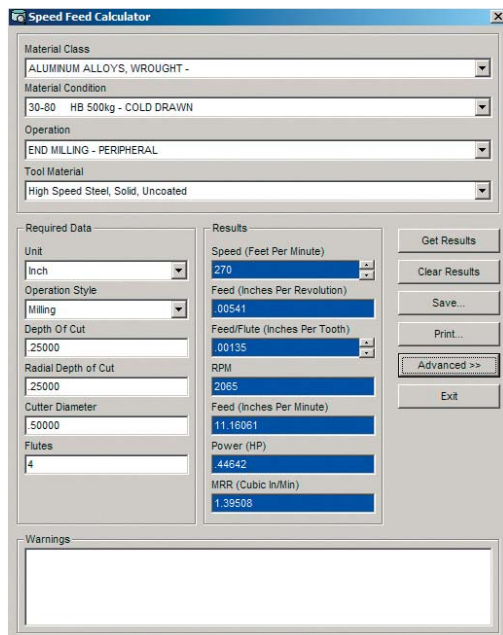 Speed Feed Calculator
Material Class
ALUMINUM ALLOYS, WROUGHT -
Material Condition
30-80 HB 500kg - COLD DRAWN
Operation
END MILLING - PERIPHERAL
Tool Material
High Speed Steel, Solid, Uncoated
Required Data
Unit
Inch
Operation Style
Milling
Depth Of Cut
.25000
Radial Depth of Cut
.25000
Cutter Diameter
.50000
Flutes
4
Results
Speed (Feet Per Minute)
270
Feed (Inches Per Revolution)
.00541
Feed/Flute (Inches Per Tooth)
.00135
RPM
2065
Feed (Inches Per Minute)
11.16061
Power (HP)
.44642
MRR (Cubic In/Min)
1.39508
Get Results
Clear Results
Save...
Print...
Advanced >>
Exit
Warnings